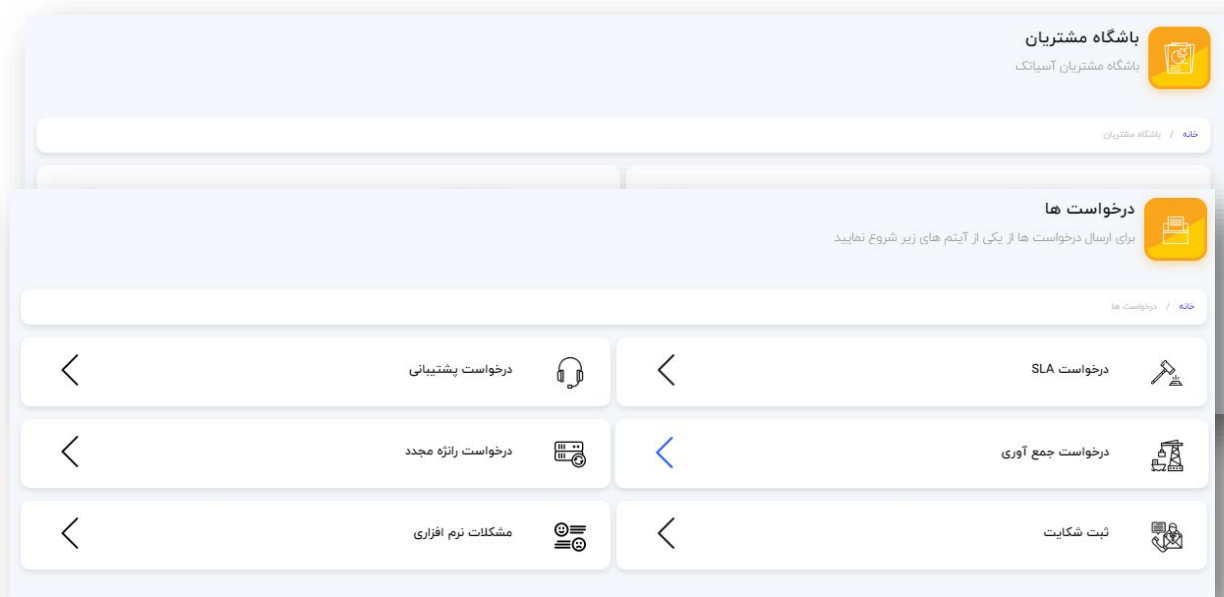 باشگاه مشتریان
باشگاه مشتریان آسیاتک
خانه / باشگاه مشتریان
درخواست ها
برای ارسال درخواست ها از یکی از آیتم های زیر شروع نمایید
خانه / درخواست ها
درخواست SLA
درخواست پشتیبانی
درخواست جمع آوری
درخواست رانژه مجدد
ثبت شکایت
مشکلات نرم افزاری